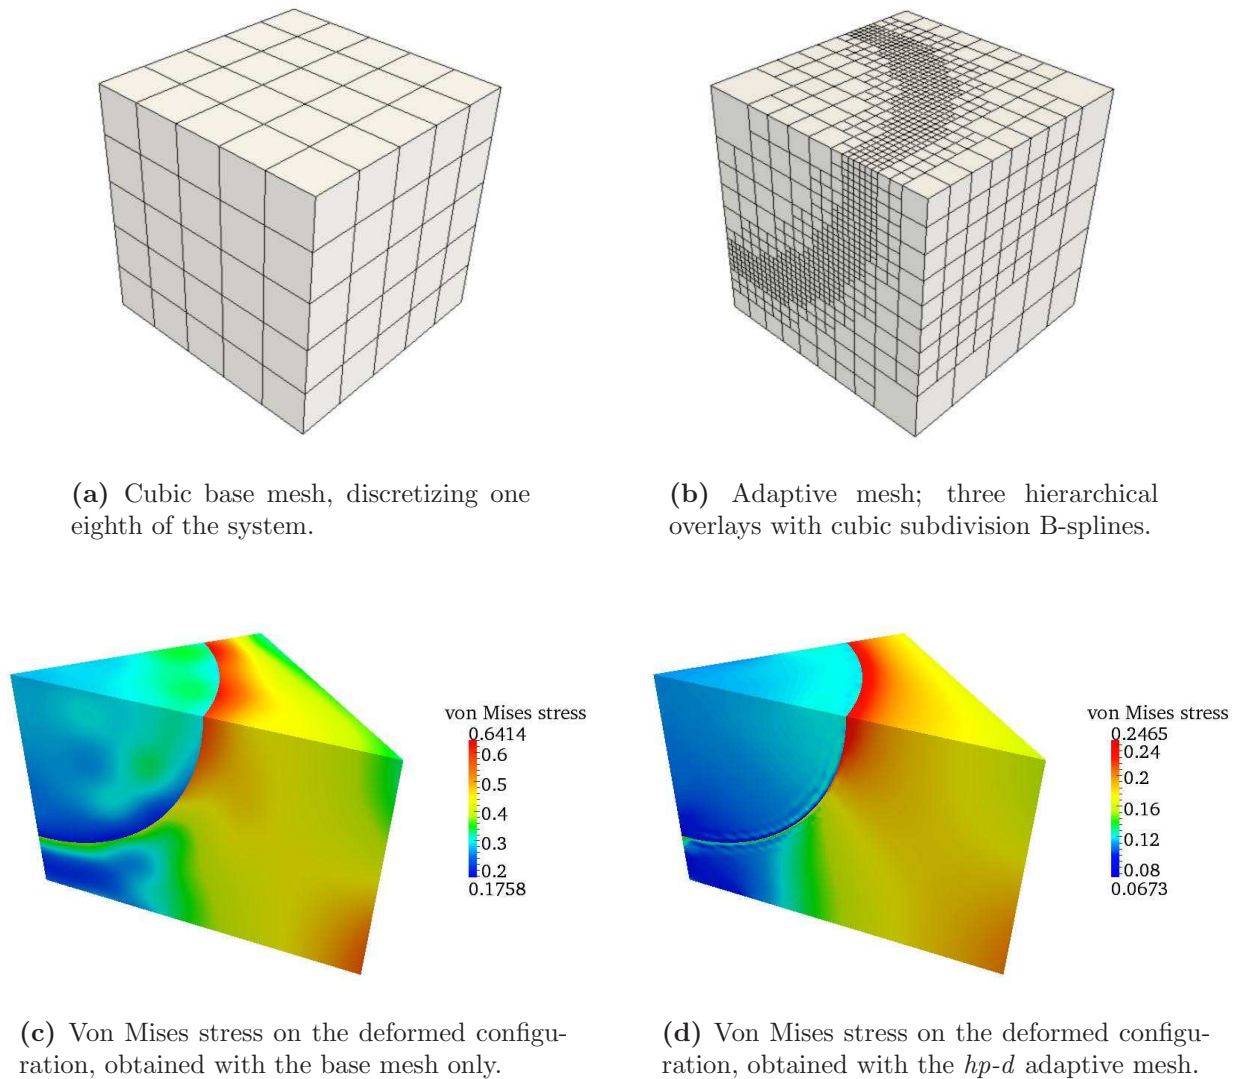 (a) Cubic base mesh, discretizing one
eighth of the system.
(b) Adaptive mesh; three hierarchical
overlays with cubic subdivision B-splines.
von Mises stress
0.6414
0.6
0.5
0.4
0.3
0.2
0.1758
von Mises stress
0.2465
0.24
0.2
0.16
0.12
0.08
0.0673
(c) Von Mises stress on the deformed configu-
ration, obtained with the base mesh only.
(d) Von Mises stress on the deformed configu-
ration, obtained with the hp-d adaptive mesh.